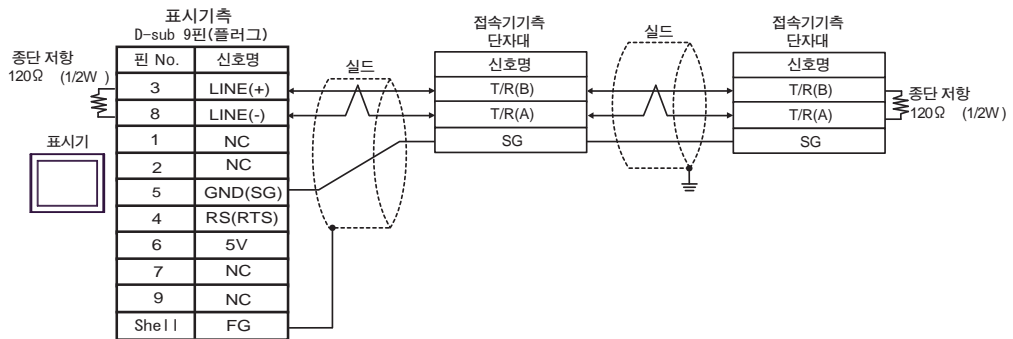 표시기측
D-sub 9핀(플러그)
종단 저항
120Ω (1/2W )
핀 No. 신호명
3 LINE(+)
8 LINE(-)
1 NC
2 NC
5 GND(SG)
4 RS(RTS)
6 5V
7 NC
9 NC
Shell FG
표시기
실드
접속기기측
단자대
신호명
T/R(B)
T/R(A)
SG
실드
접속기기측
단자대
신호명
T/R(B)
T/R(A)
SG
종단 저항
120Ω (1/2W )